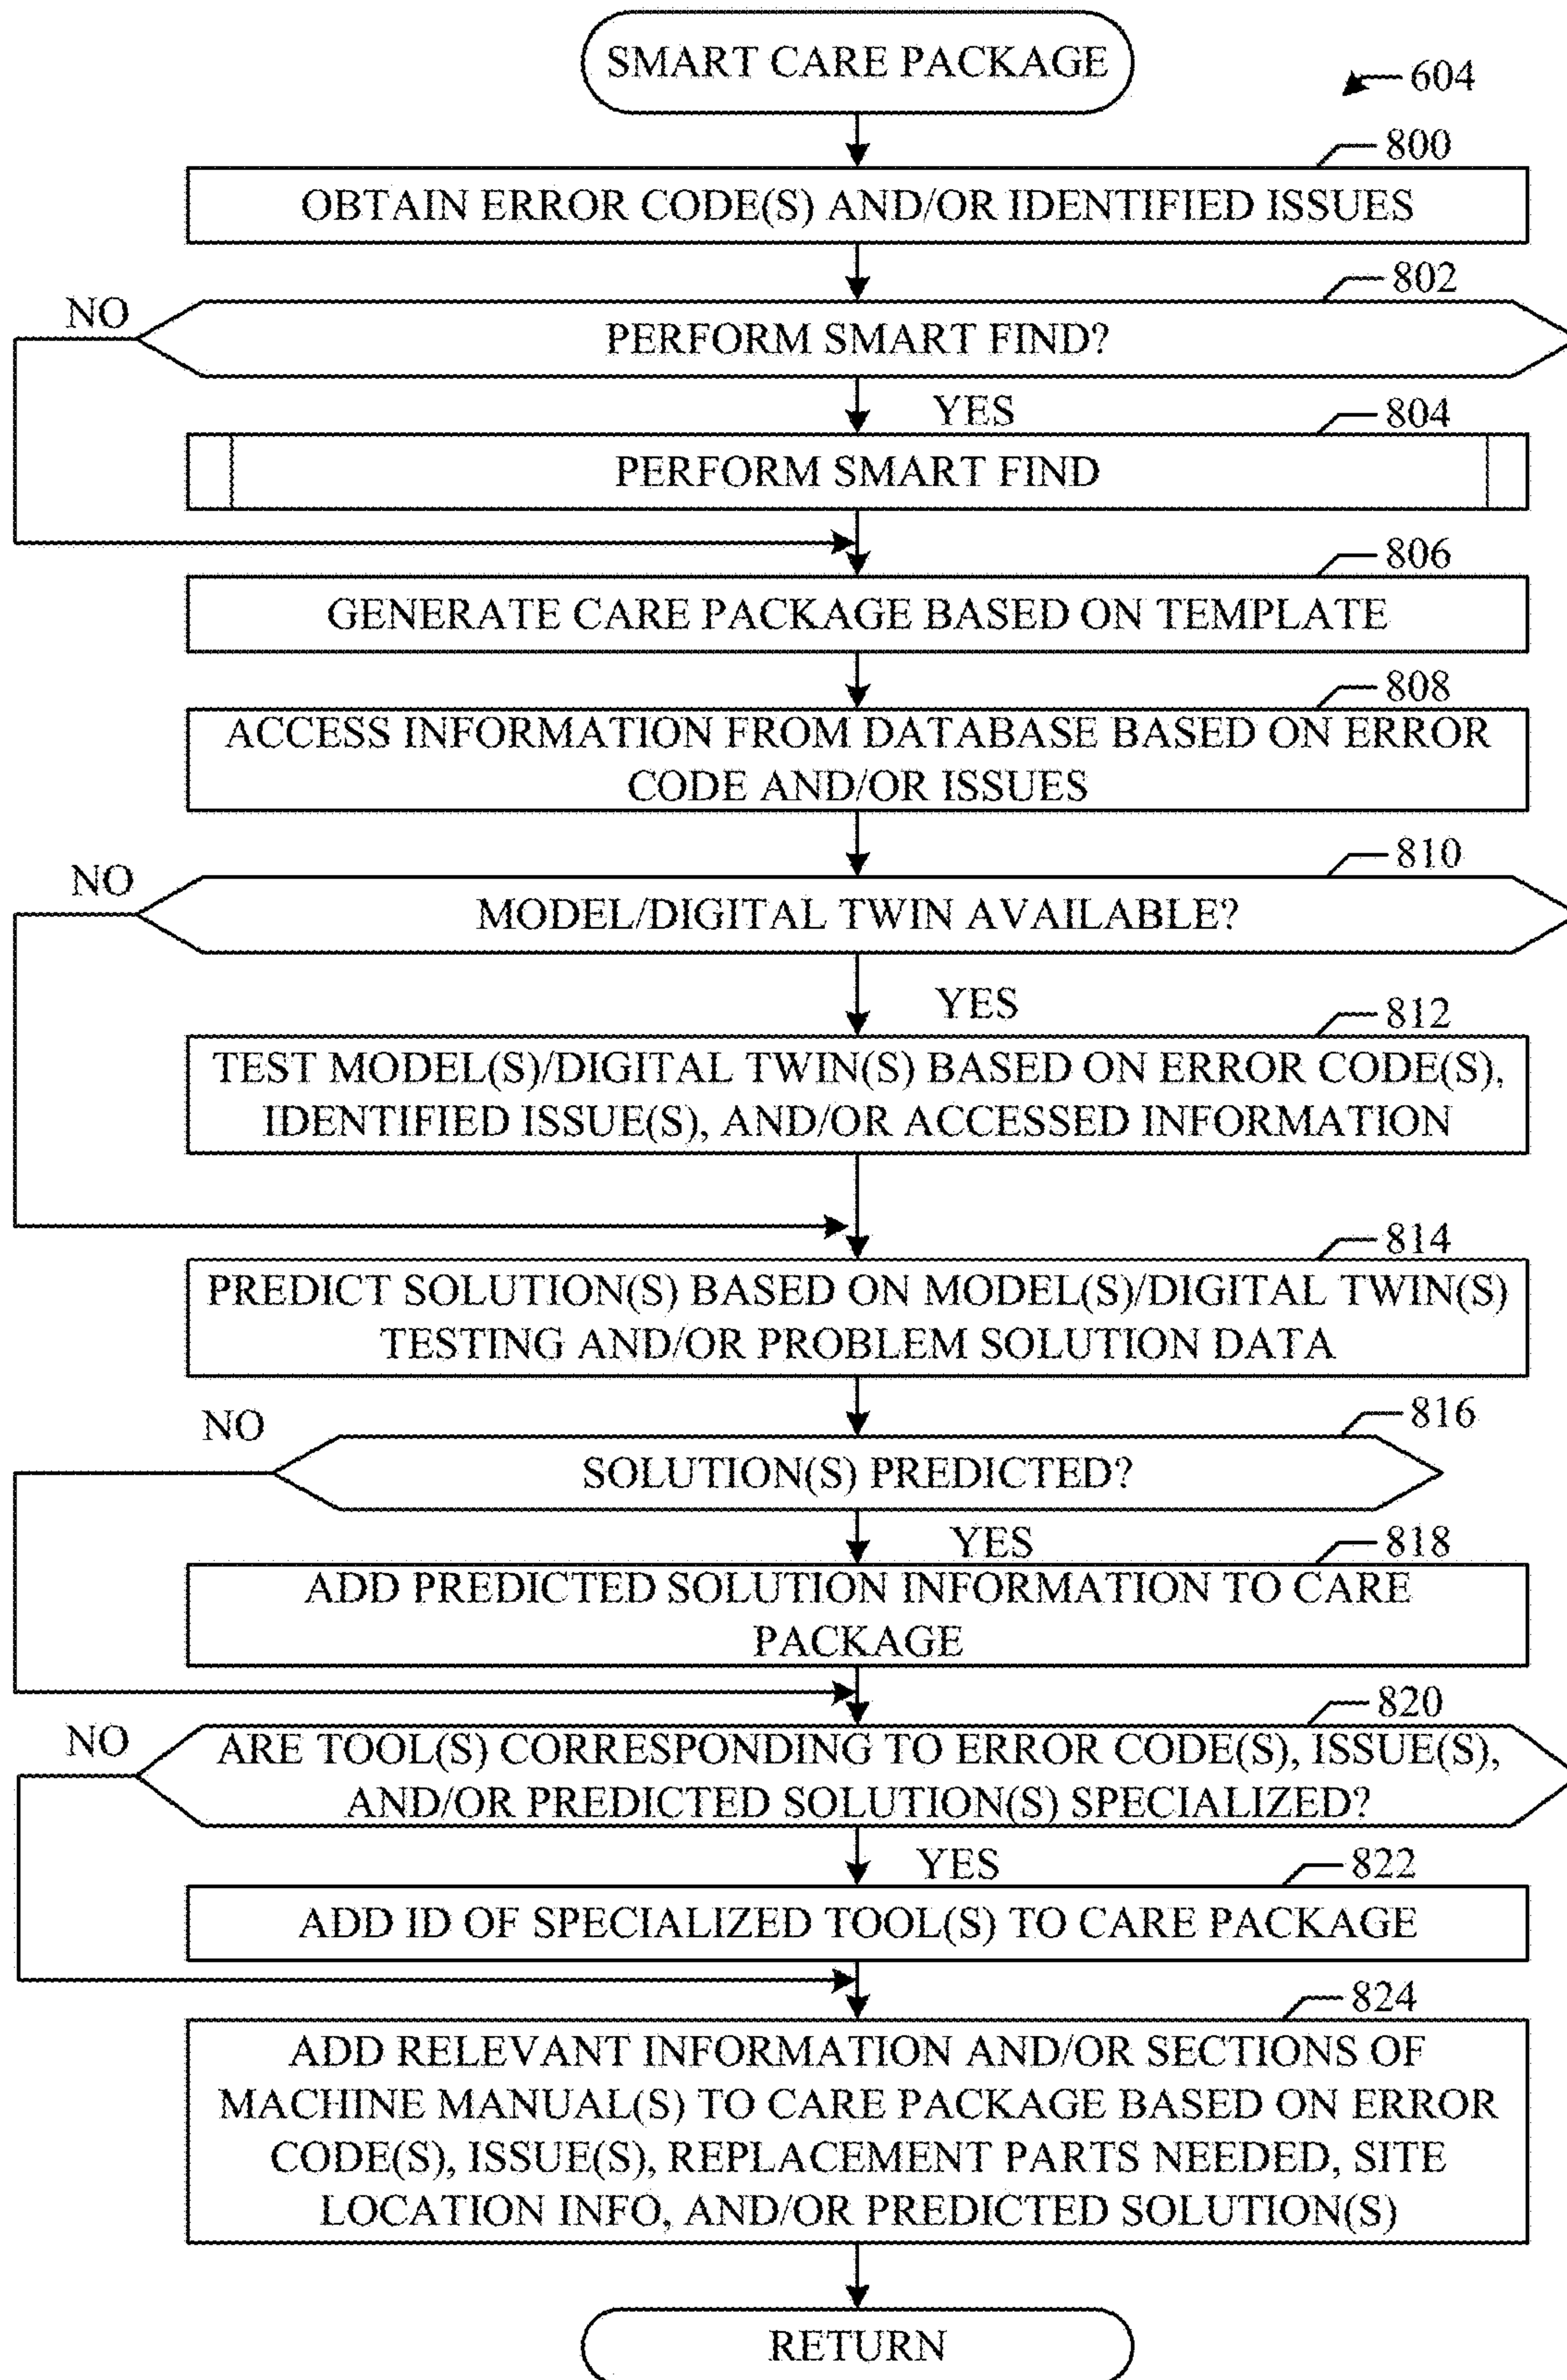 SMART CARE PACKAGE
604
800
OBTAIN ERROR CODE(S) AND/OR IDENTIFIED ISSUES
802
NO
PERFORM SMART FIND?
YES
804
PERFORM SMART FIND
806
GENERATE CARE PACKAGE BASED ON TEMPLATE
808
ACCESS INFORMATION FROM DATABASE BASED ON ERROR
CODE AND/OR ISSUES
810
NO
MODEL/DIGITAL TWIN AVAILABLE?
YES
812
TEST MODEL(S)/DIGITAL TWIN(S) BASED ON ERROR CODE(S),
IDENTIFIED ISSUE(S), AND/OR ACCESSED INFORMATION
814
PREDICT SOLUTION(S) BASED ON MODEL(S)/DIGITAL TWIN(S)
TESTING AND/OR PROBLEM SOLUTION DATA
816
NO
SOLUTION(S) PREDICTED?
YES
818
ADD PREDICTED SOLUTION INFORMATION TO CARE
PACKAGE
820
NO
ARE TOOL(S) CORRESPONDING TO ERROR CODE(S), ISSUE(S),
AND/OR PREDICTED SOLUTION(S) SPECIALIZED?
YES
822
ADD ID OF SPECIALIZED TOOL(S) TO CARE PACKAGE
824
ADD RELEVANT INFORMATION AND/OR SECTIONS OF
MACHINE MANUAL(S) TO CARE PACKAGE BASED ON ERROR
CODE(S), ISSUE(S), REPLACEMENT PARTS NEEDED, SITE
LOCATION INFO, AND/OR PREDICTED SOLUTION(S)
RETURN